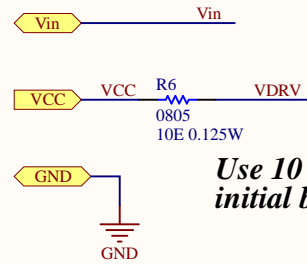 Vin Vin
R6
VCC VCC VDRV
0805
10E 0.125W
Use 10
GND initial
GND